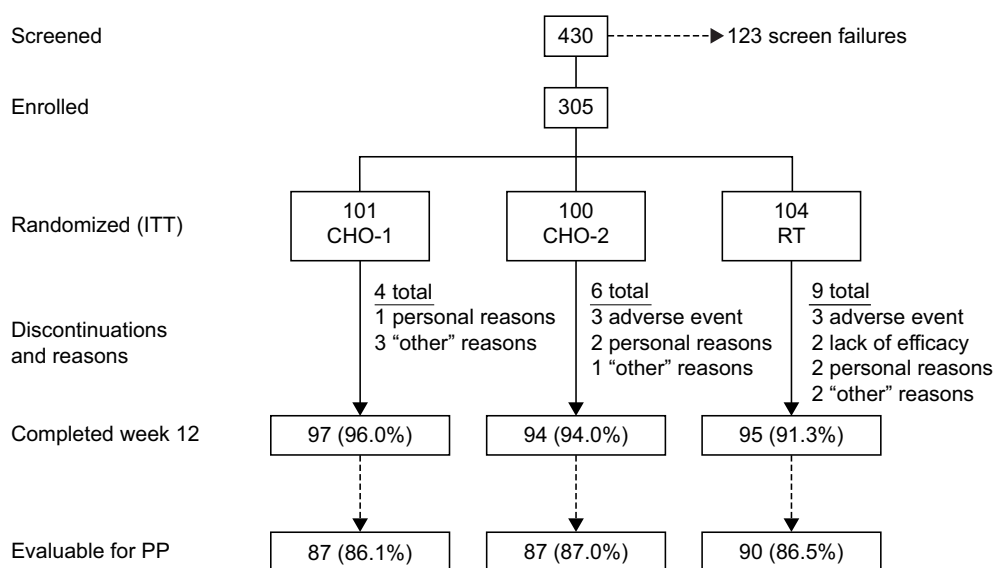 Screened
430
123 screen failures
Enrolled
305
Randomized (ITT)
101
CHO-1
100
CHO-2
104
RT
Discontinuations
and reasons
4 total
1 personal reasons
3 “other” reasons
6 total
3 adverse event
2 personal reasons
1 “other” reasons
9 total
3 adverse event
2 lack of efficacy
2 personal reasons
2 “other” reasons
Completed week 12
97 (96.0%)
94 (94.0%)
95 (91.3%)
Evaluable for PP
87 (86.1%)
87 (87.0%)
90 (86.5%)